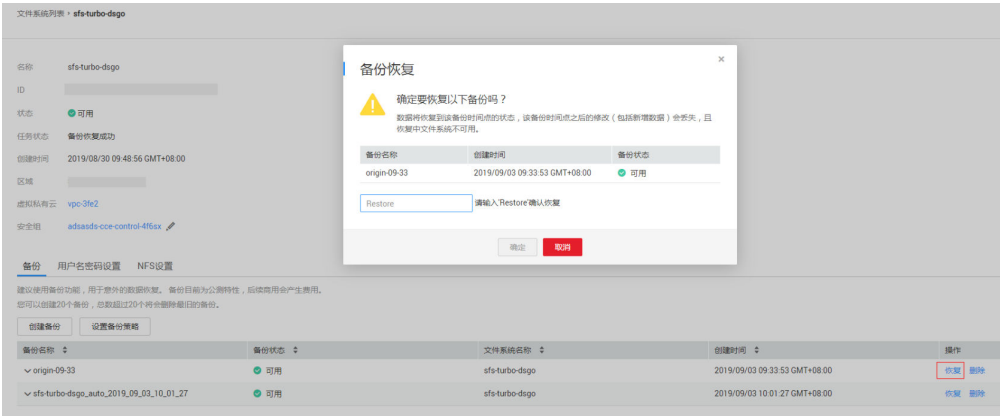 文件系统列表 › sfs-turbo-dsgo
名称 sfs-turbo-dsgo
ID
状态 可用
任务状态 备份恢复成功
创建时间 2019/08/30 09:48:56 GMT+08:00
区域
虚拟私有云 vpc-3fe2
安全组 adsasds-cce-control-4f6sx
备份恢复
×
确定要恢复以下备份吗？
数据将恢复到该备份时间点的状态，该备份时间点之后的修改（包括新增数据）会丢失，且
恢复中文件系统不可用。
备份名称 创建时间 备份状态
origin-09-33 2019/09/03 09:33:53 GMT+08:00 可用
Restore 请输入'Restore'确认恢复
确定 取消
备份 用户名密码设置 NFS设置
建议使用备份功能，用于意外的数据恢复。 备份目前为公测特性，后续商用会产生费用。
您可以创建20个备份，总数超过20个将会删除最旧的备份。
创建备份 设置备份策略
备份名称 备份状态 文件系统名称 创建时间 操作
origin-09-33 可用 sfs-turbo-dsgo 2019/09/03 09:33:53 GMT+08:00 恢复 删除
sfs-turbo-dsgo_auto_2019_09_03_10_01_27 可用 sfs-turbo-dsgo 2019/09/03 10:01:27 GMT+08:00 恢复 删除